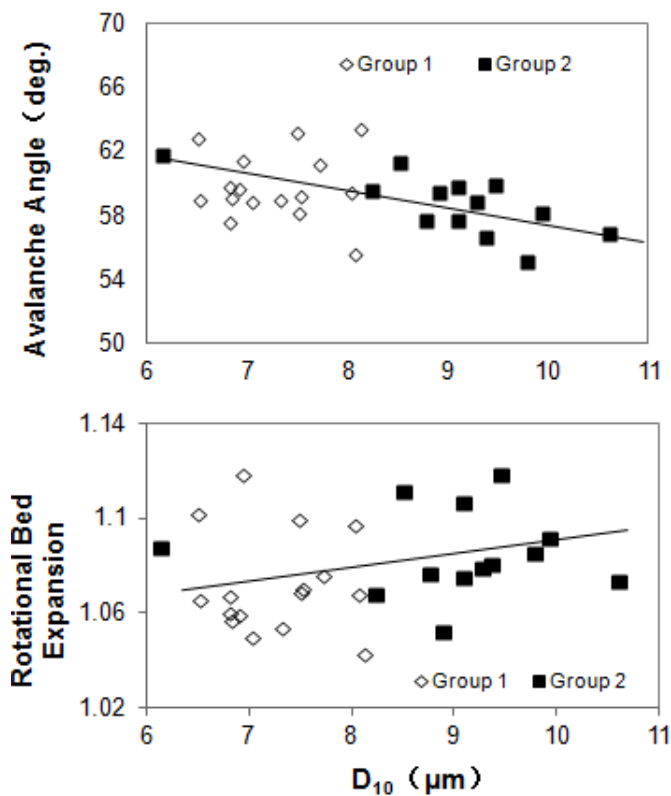 70
66
62
58
54
50
Avalanche Angle（deg.）
Group 1 Group 2
6 7 8 9 10 11
1.14
1.1
1.06
1.02
Rotational Bed
Expansion
Group 1 Group 2
6 7 8 9 10 11
D₁₀（µm）